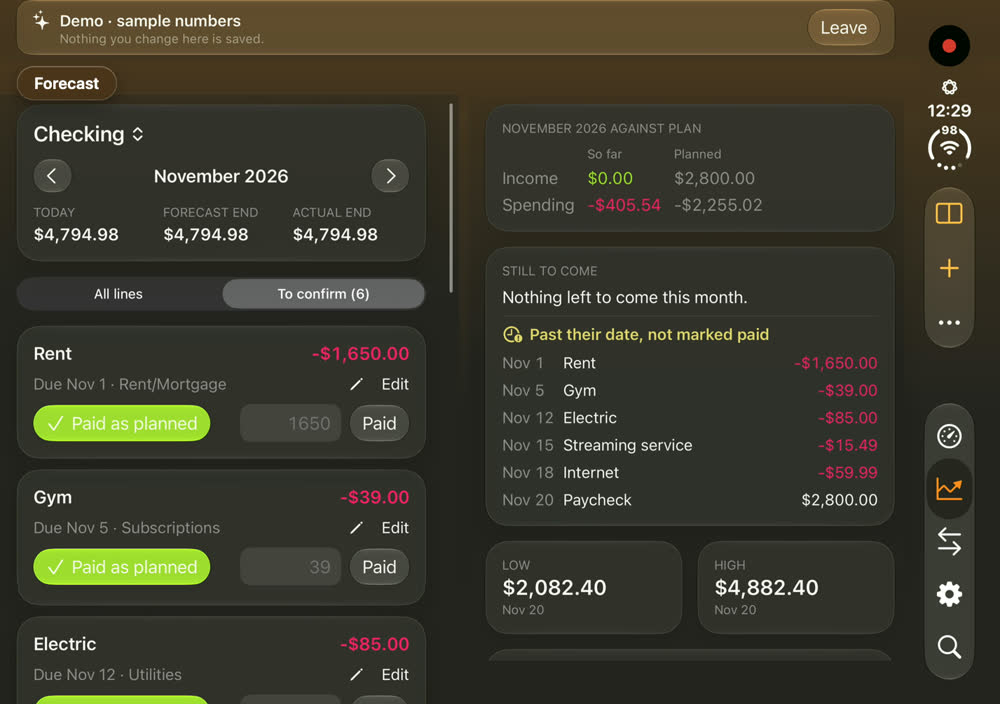 Demo · sample numbers
Nothing you change here is saved.
Leave
Forecast
Checking
November 2026
TODAY FORECAST END ACTUAL END
$4,794.98 $4,794.98 $4,794.98
All lines To confirm (6)
Rent -$1,650.00
Due Nov 1 · Rent/Mortgage Edit
Paid as planned 1650 Paid
Gym -$39.00
Due Nov 5 · Subscriptions Edit
Paid as planned 39 Paid
Electric -$85.00
Due Nov 12 · Utilities Edit
NOVEMBER 2026 AGAINST PLAN
So far Planned
Income $0.00 $2,800.00
Spending -$405.54 -$2,255.02
STILL TO COME
Nothing left to come this month.
Past their date, not marked paid
Nov 1 Rent -$1,650.00
Nov 5 Gym -$39.00
Nov 12 Electric -$85.00
Nov 15 Streaming service -$15.49
Nov 18 Internet -$59.99
Nov 20 Paycheck $2,800.00
LOW
$2,082.40
Nov 20
HIGH
$4,882.40
Nov 20
12:29
98